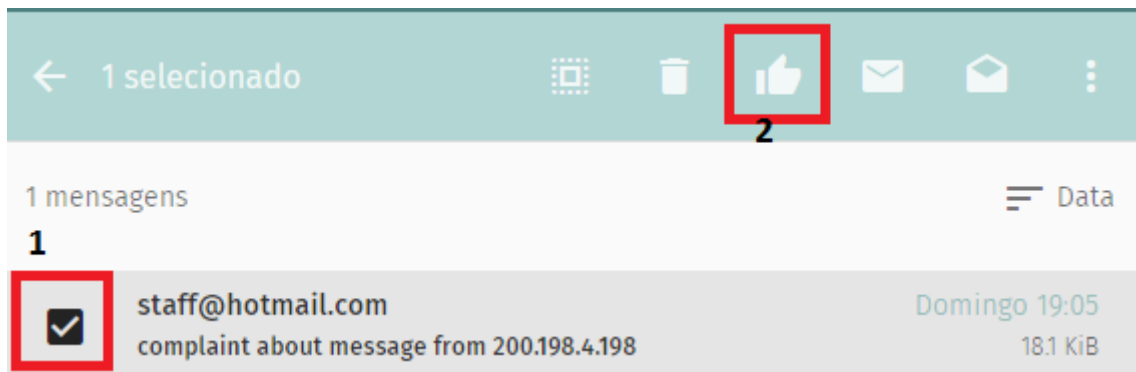 1 selecionado
2
1 mensagens
Data
1
staff@hotmail.com
Domingo 19:05
complaint about message from 200.198.4.198
18.1 KiB